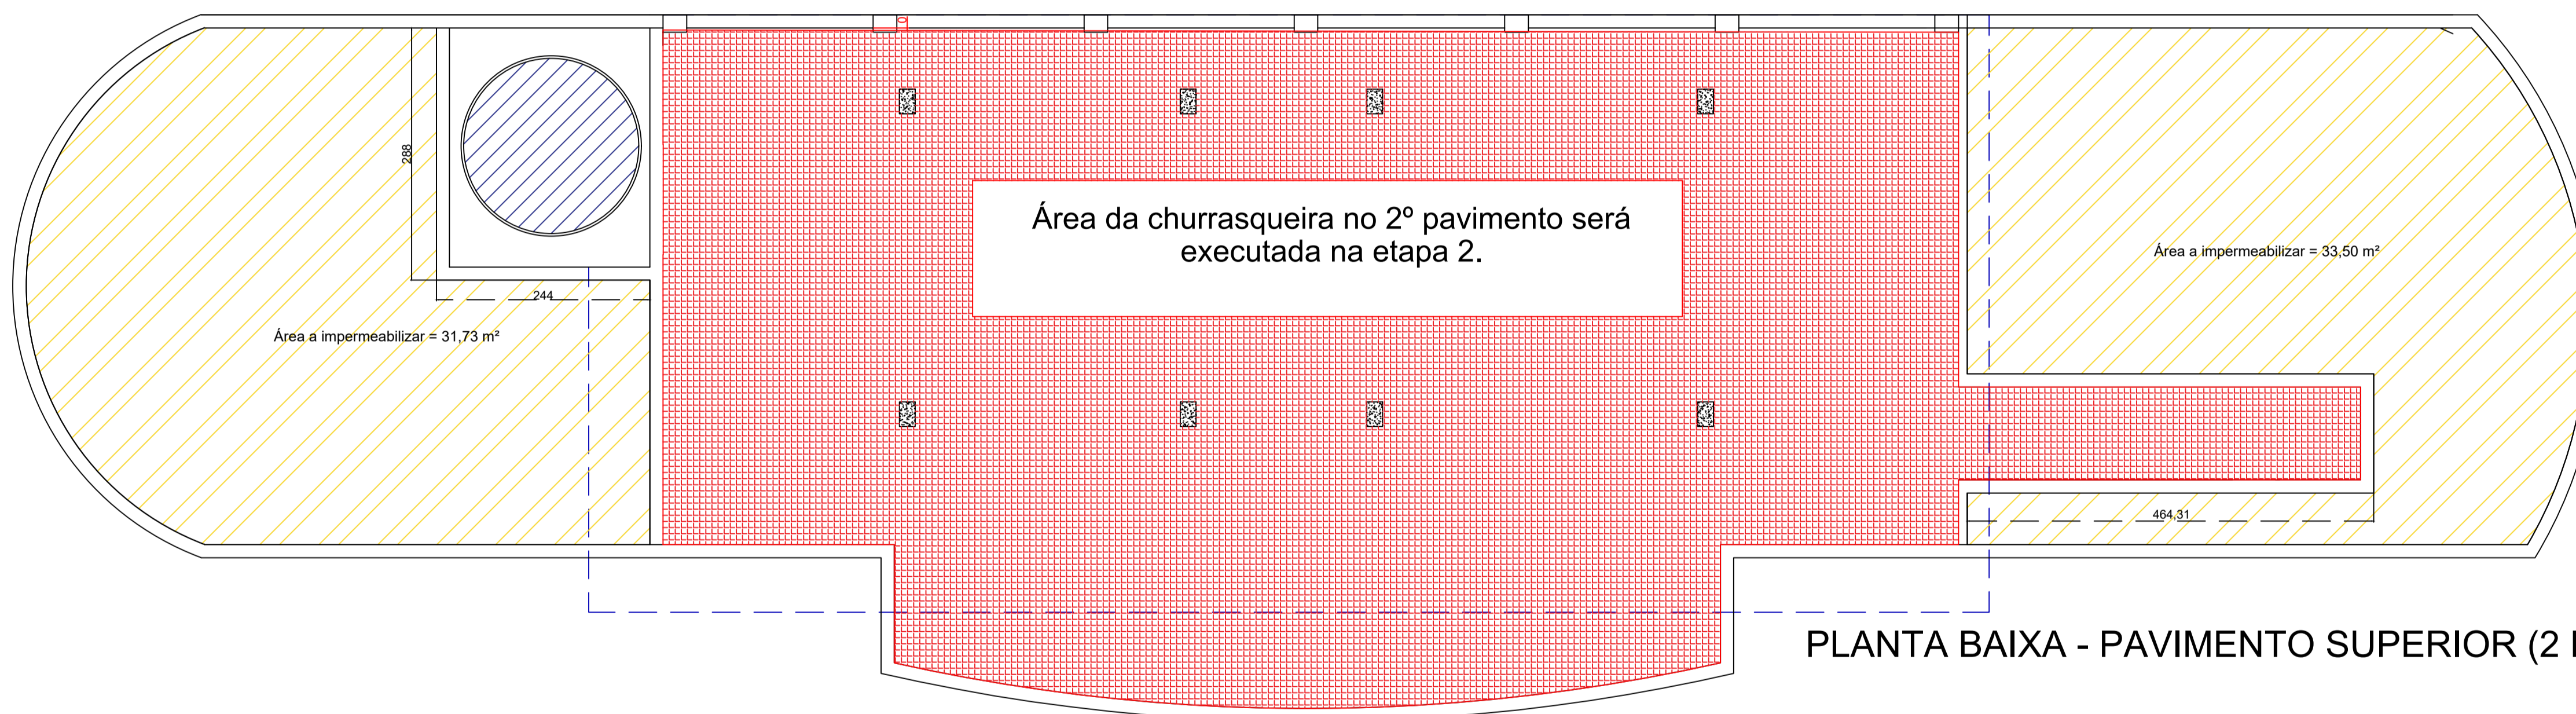 288
Área da churrasqueira no 2º pavimento será
executada na etapa 2.
Área a impermeabilizar = 33,50 m²
244
Área a impermeabilizar = 31,73 m²
464,31
PLANTA BAIXA - PAVIMENTO SUPERIOR (2